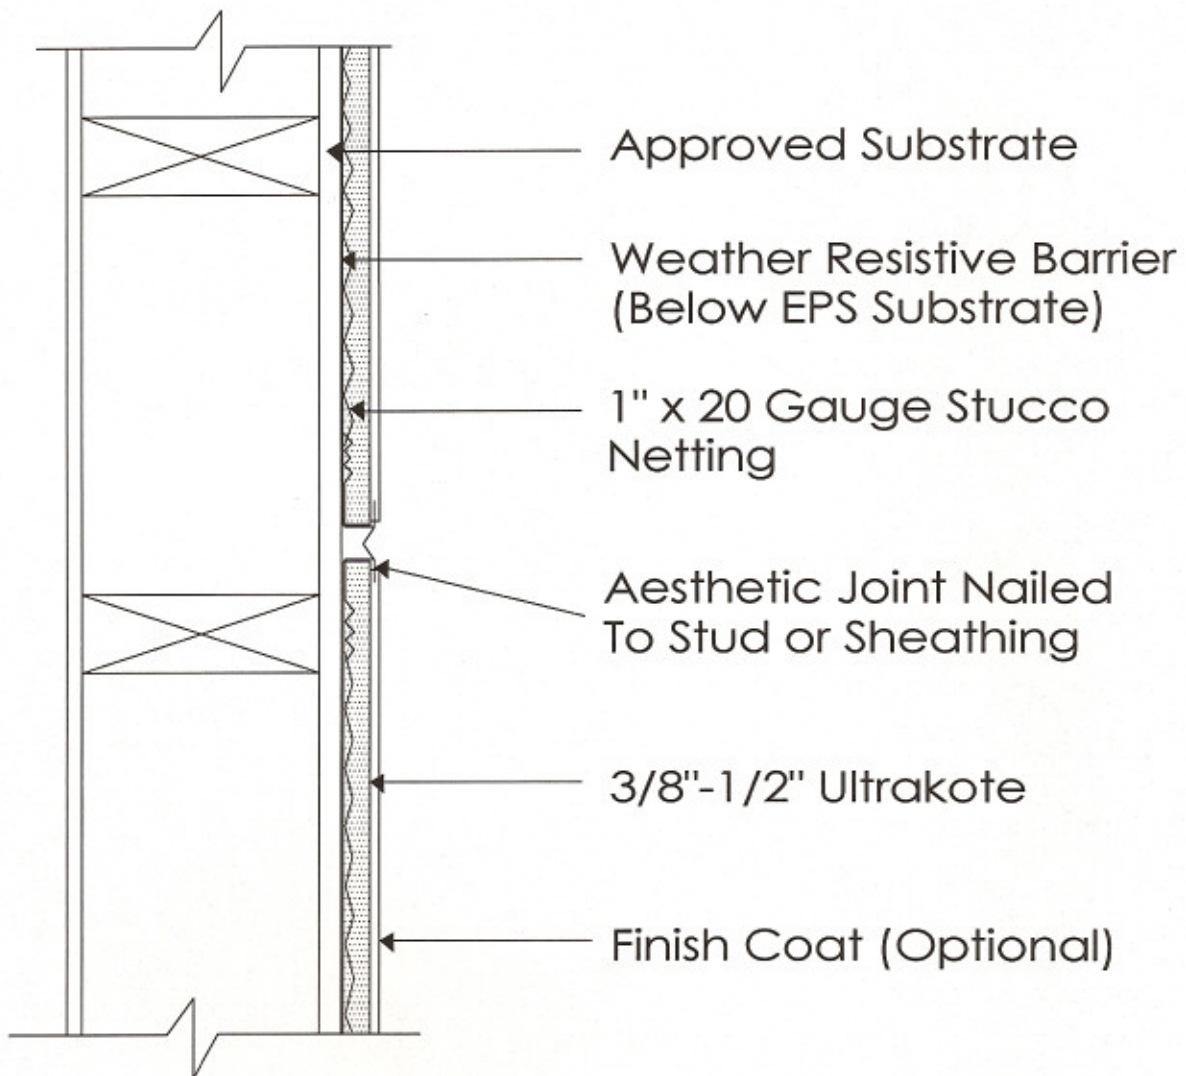 Approved Substrate
Weather Resistive Barrier
(Below EPS Substrate)
1" x 20 Gauge Stucco
Netting
Aesthetic Joint Nailed
To Stud or Sheathing
3/8"-1/2" Ultrakote
Finish Coat (Optional)